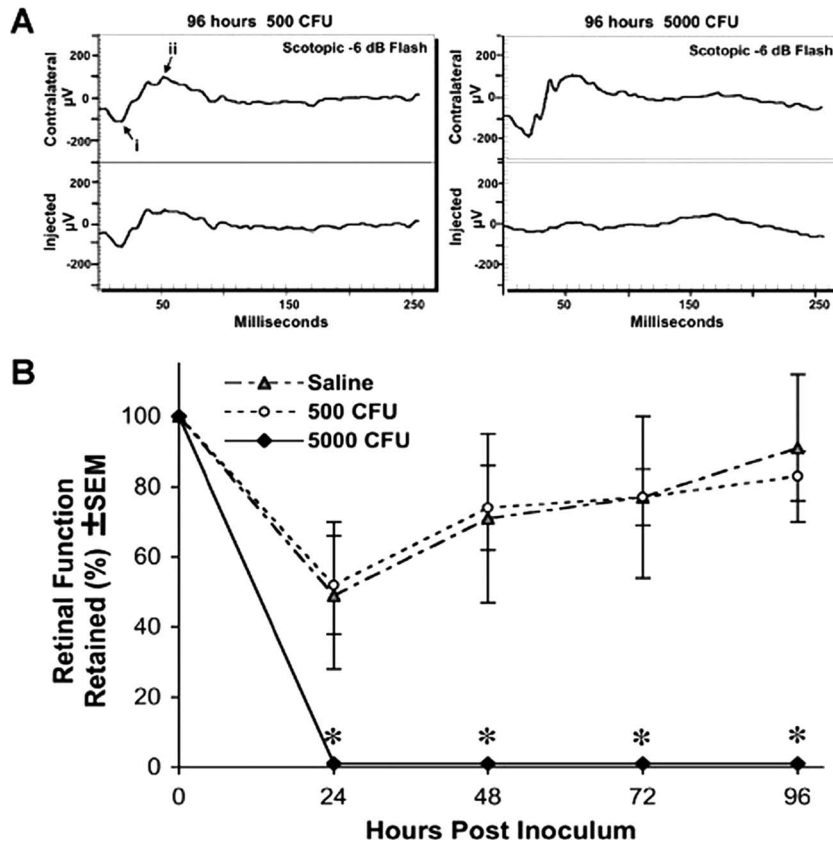 A
96 hours 500 CFU
96 hours 5000 CFU
Scotopic -6 dB Flash
Scotopic -6 dB Flash
ii
i
Contralateral
µV
200
0
-200
Contralateral
µV
200
0
-200
Injected
µV
200
0
-200
Injected
µV
200
0
-200
50 150 250
Milliseconds
50 150 250
Milliseconds
B
Saline
500 CFU
5000 CFU
Retinal Function
Retained (%) ±SEM
100
80
60
40
20
0
* * * *
0 24 48 72 96
Hours Post Inoculum